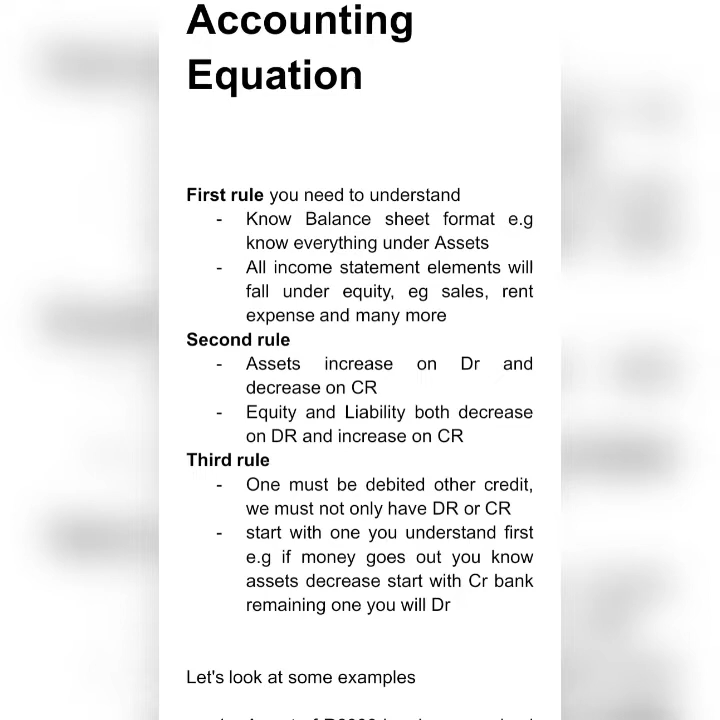 Accounting
Equation
First rule you need to understand
- Know Balance sheet format e.g
know everything under Assets
- All income statement elements will
fall under equity, eg sales, rent
expense and many more
Second rule
- Assets increase on Dr and
decrease on CR
- Equity and Liability both decrease
on DR and increase on CR
Third rule
- One must be debited other credit,
we must not only have DR or CR
- start with one you understand first
e.g if money goes out you know
assets decrease start with Cr bank
remaining one you will Dr
Let's look at some examples